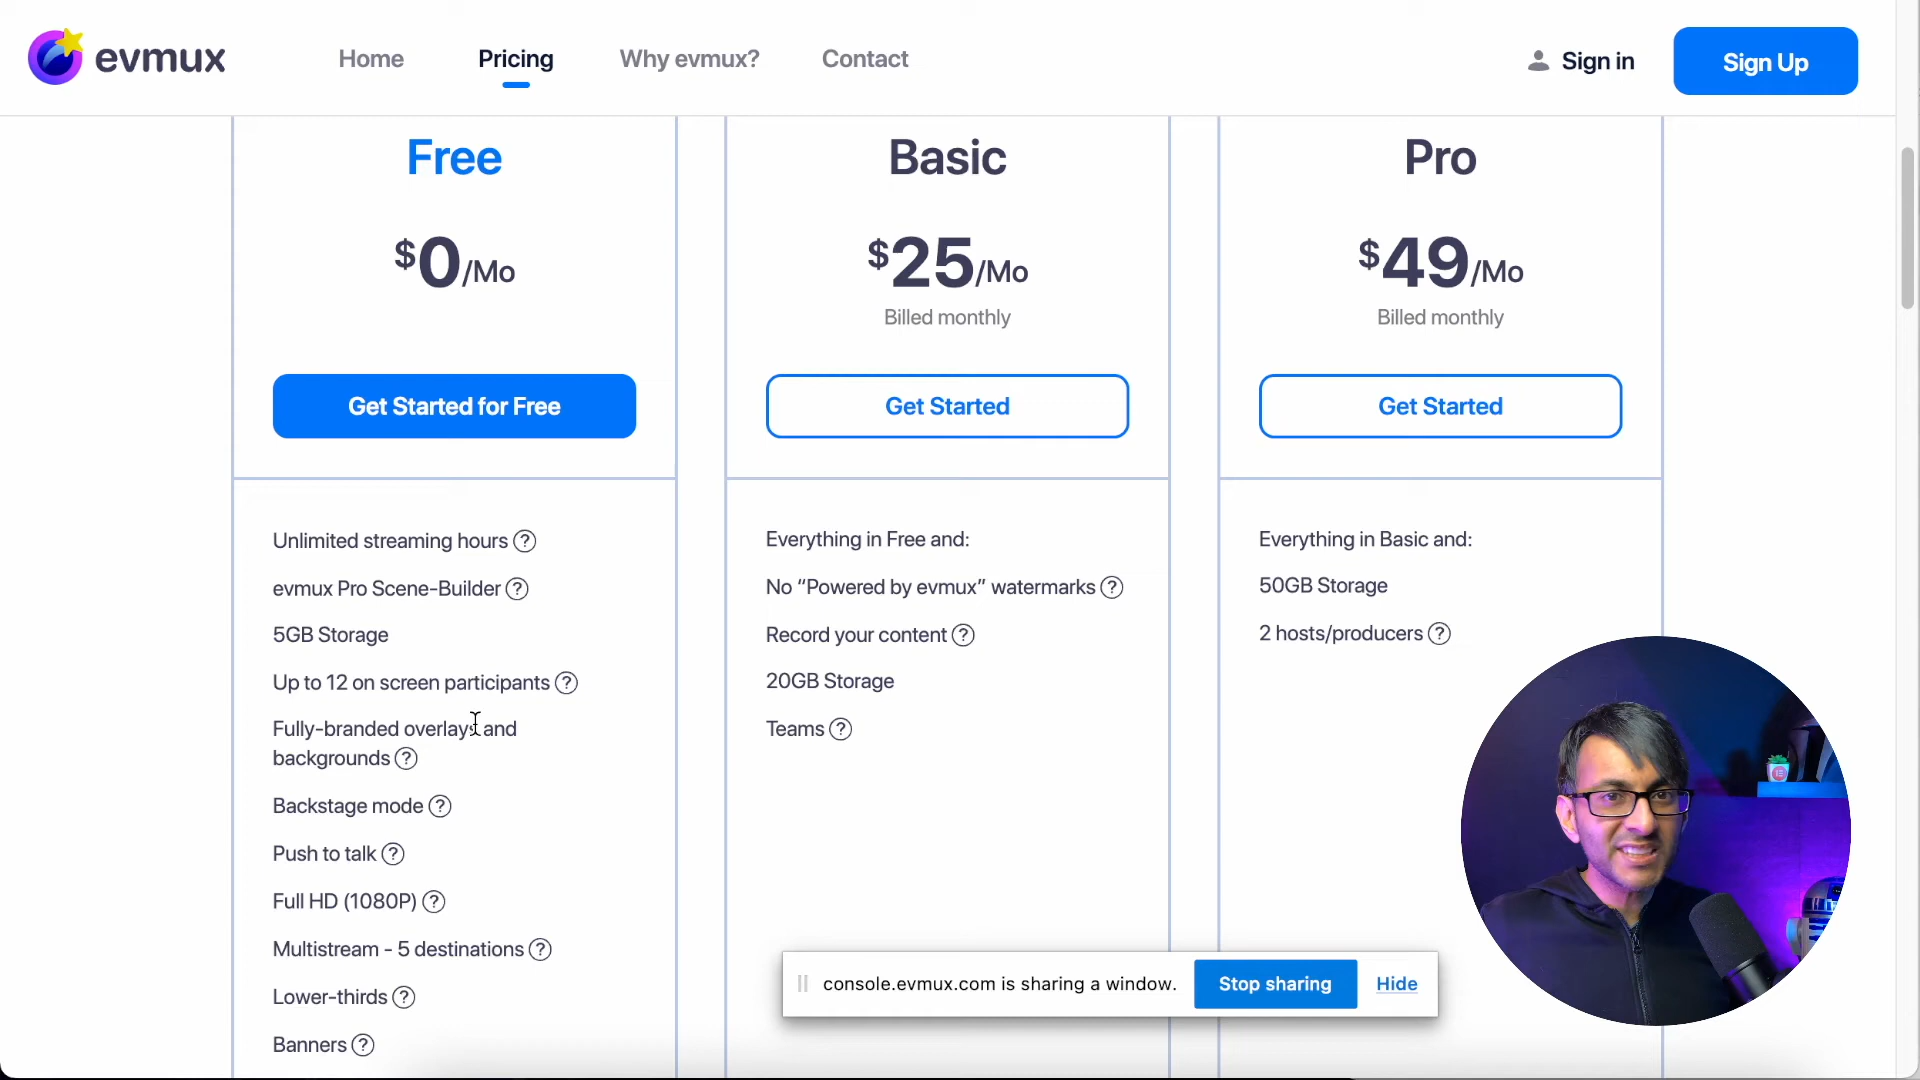 evmux
Home
Pricing
Why evmux?
Contact
Sign in
Sign Up
Free
$0/Mo
Get Started for Free
Unlimited streaming hours ?
evmux Pro Scene-Builder ?
5GB Storage
Up to 12 on screen participants ?
Fully-branded overlays and
backgrounds ?
Backstage mode ?
Push to talk ?
Full HD (1080P) ?
Multistream - 5 destinations ?
Lower-thirds ?
Banners ?
Basic
$25/Mo
Billed monthly
Get Started
Everything in Free and:
No “Powered by evmux” watermarks ?
Record your content ?
20GB Storage
Teams ?
Pro
$49/Mo
Billed monthly
Get Started
Everything in Basic and:
50GB Storage
2 hosts/producers ?
console.evmux.com is sharing a window.
Stop sharing
Hide